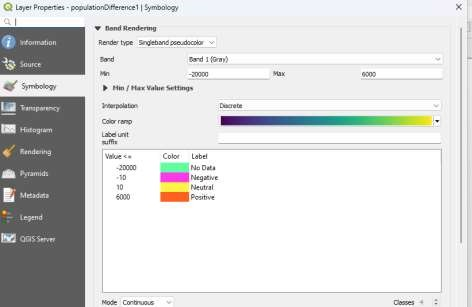 Layer Properties - populationDifference1 | Symbology
Information
Source
Symbology
Transparency
Histogram
Rendering
Pyramids
Metadata
Legend
QGIS Server
Band Rendering
Render type Singleband pseudocolor
Band Band 1 (Gray)
Min -20000 Max 6000
Min / Max Value Settings
Interpolation Discrete
Color ramp
Label unit
suffix
Value <= Color Label
-20000 No Data
-10 Negative
10 Neutral
6000 Positive
Mode Continuous Classes 4